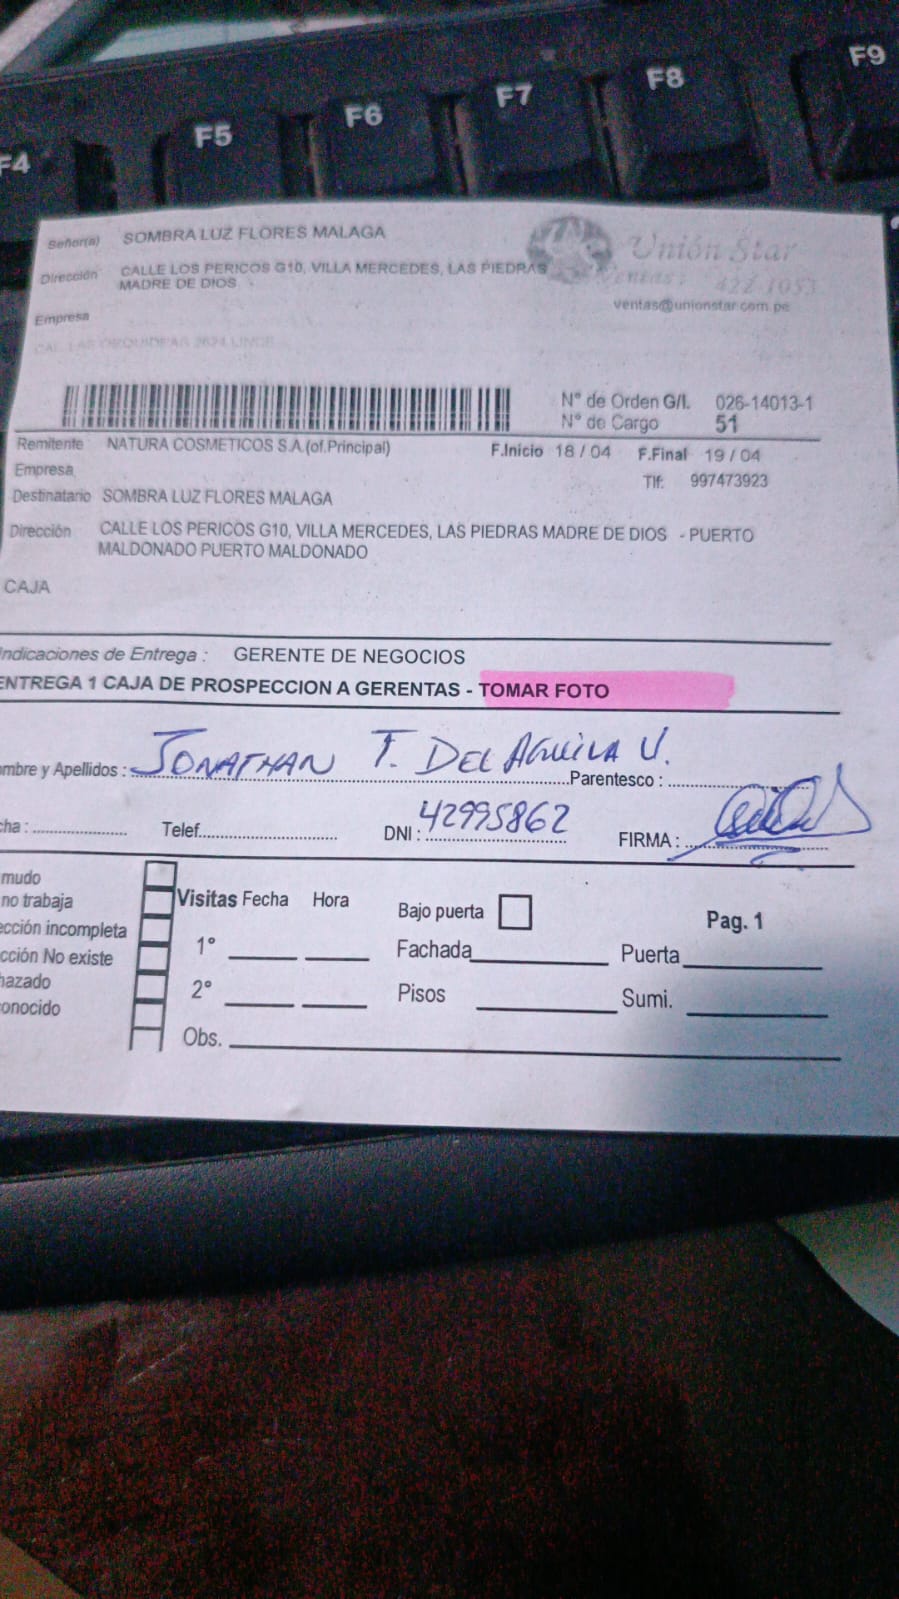 F4 F5 F6 F7 F8 F9
Señor(a) SOMBRA LUZ FLORES MALAGA
Unión Star
Dirección CALLE LOS PERICOS G10, VILLA MERCEDES, LAS PIEDRAS
MADRE DE DIOS
Ventas: 422-1053
ventas@unionstar.com.pe
Empresa
N° de Orden G/I. 026-14013-1
N° de Cargo 51
Remitente NATURA COSMETICOS S.A.(of.Principal) F.Inicio 18 / 04 F.Final 19 / 04
Empresa Tlf: 997473923
Destinatario SOMBRA LUZ FLORES MALAGA
Dirección CALLE LOS PERICOS G10, VILLA MERCEDES, LAS PIEDRAS MADRE DE DIOS - PUERTO
MALDONADO PUERTO MALDONADO
CAJA
ndicaciones de Entrega : GERENTE DE NEGOCIOS
ENTREGA 1 CAJA DE PROSPECCION A GERENTAS - TOMAR FOTO
ombre y Apellidos : JONATHAN T. DEL AGUILA V. Parentesco :
cha : Telef. DNI : 42995862 FIRMA :
mudo
no trabaja
ección incompleta
cción No existe
hazado
conocido
Visitas Fecha Hora Bajo puerta Pag. 1
1° Fachada Puerta
2° Pisos Sumi.
Obs.